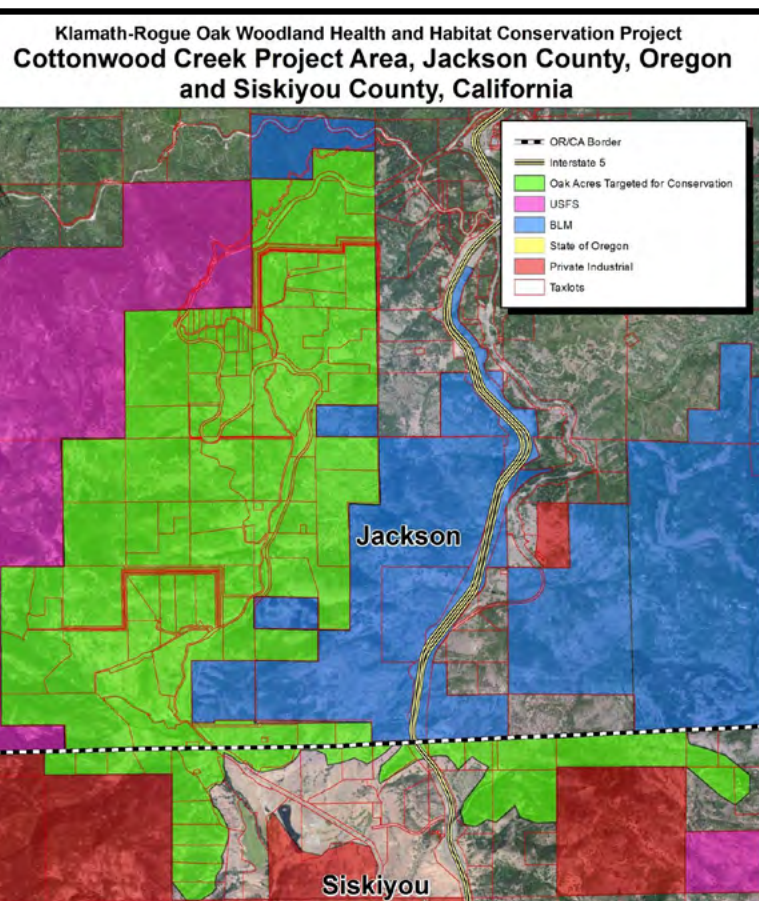 Klamath-Rogue Oak Woodland Health and Habitat Conservation Project
Cottonwood Creek Project Area, Jackson County, Oregon
and Siskiyou County, California
OR/CA Border
Interstate 5
Oak Acres Targeted for Conservation
USFS
BLM
State of Oregon
Private Industrial
Taxlots
Jackson
Siskiyou